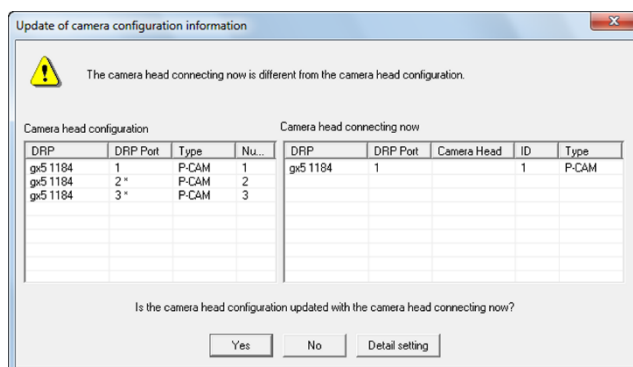 Update of camera configuration information
The camera head connecting now is different from the camera head configuration.
Camera head configuration
DRP DRP Port Type Nu...
gx5 1184 1 P-CAM 1
gx5 1184 2 * P-CAM 2
gx5 1184 3 * P-CAM 3
Camera head connecting now
DRP DRP Port Camera Head ID Type
gx5 1184 1 1 P-CAM
Is the camera head configuration updated with the camera head connecting now?
Yes No Detail setting